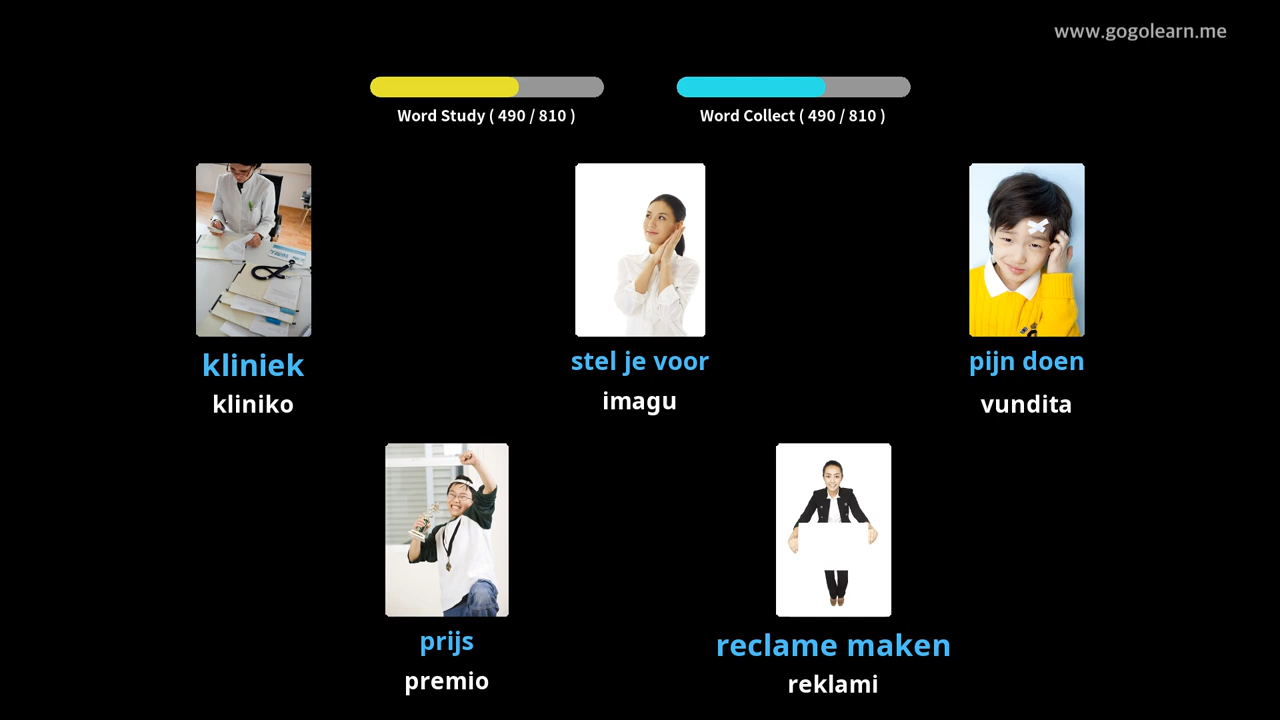 www.gogolearn.me
Word Study ( 490 / 810 )
Word Collect ( 490 / 810 )
kliniek
kliniko
stel je voor
imagu
pijn doen
vundita
prijs
premio
reclame maken
reklami